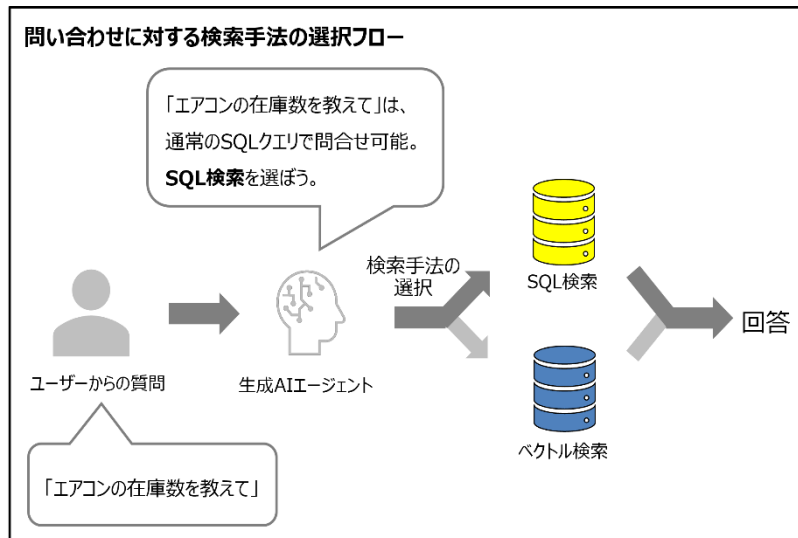 問い合わせに対する検索手法の選択フロー
「エアコンの在庫数を教えて」は、
通常のSQLクエリで問合せ可能。
SQL検索を選ぼう。
検索手法の
選択
SQL検索
回答
ユーザーからの質問
生成AIエージェント
ベクトル検索
「エアコンの在庫数を教えて」